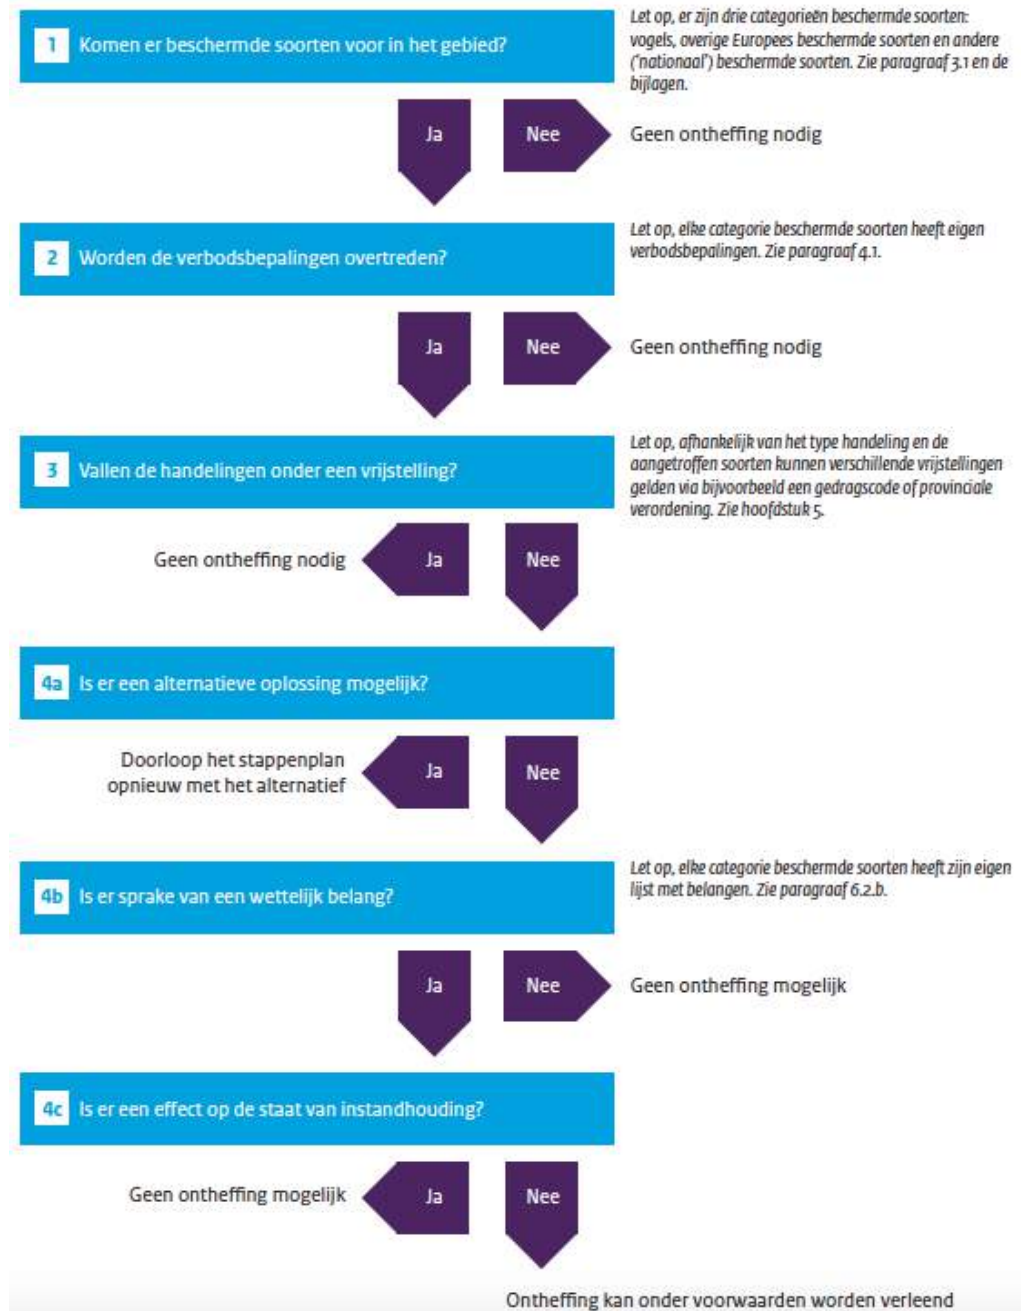 1 Komen er beschermde soorten voor in het gebied?
Let op, er zijn drie categorieën beschermde soorten:
vogels, overige Europees beschermde soorten en andere
('nationaal') beschermde soorten. Zie paragraaf 3.1 en de
bijlagen.
Ja
Nee
Geen ontheffing nodig
2 Worden de verbodsbepalingen overtreden?
Let op, elke categorie beschermde soorten heeft eigen
verbodsbepalingen. Zie paragraaf 4.1.
Ja
Nee
Geen ontheffing nodig
3 Vallen de handelingen onder een vrijstelling?
Let op, afhankelijk van het type handeling en de
aangetroffen soorten kunnen verschillende vrijstellingen
gelden via bijvoorbeeld een gedragscode of provinciale
verordening. Zie hoofdstuk 5.
Geen ontheffing nodig
Ja
Nee
4a Is er een alternatieve oplossing mogelijk?
Doorloop het stappenplan
opnieuw met het alternatief
Ja
Nee
4b Is er sprake van een wettelijk belang?
Let op, elke categorie beschermde soorten heeft zijn eigen
lijst met belangen. Zie paragraaf 6.2.b.
Ja
Nee
Geen ontheffing mogelijk
4c Is er een effect op de staat van instandhouding?
Geen ontheffing mogelijk
Ja
Nee
Ontheffing kan onder voorwaarden worden verleend